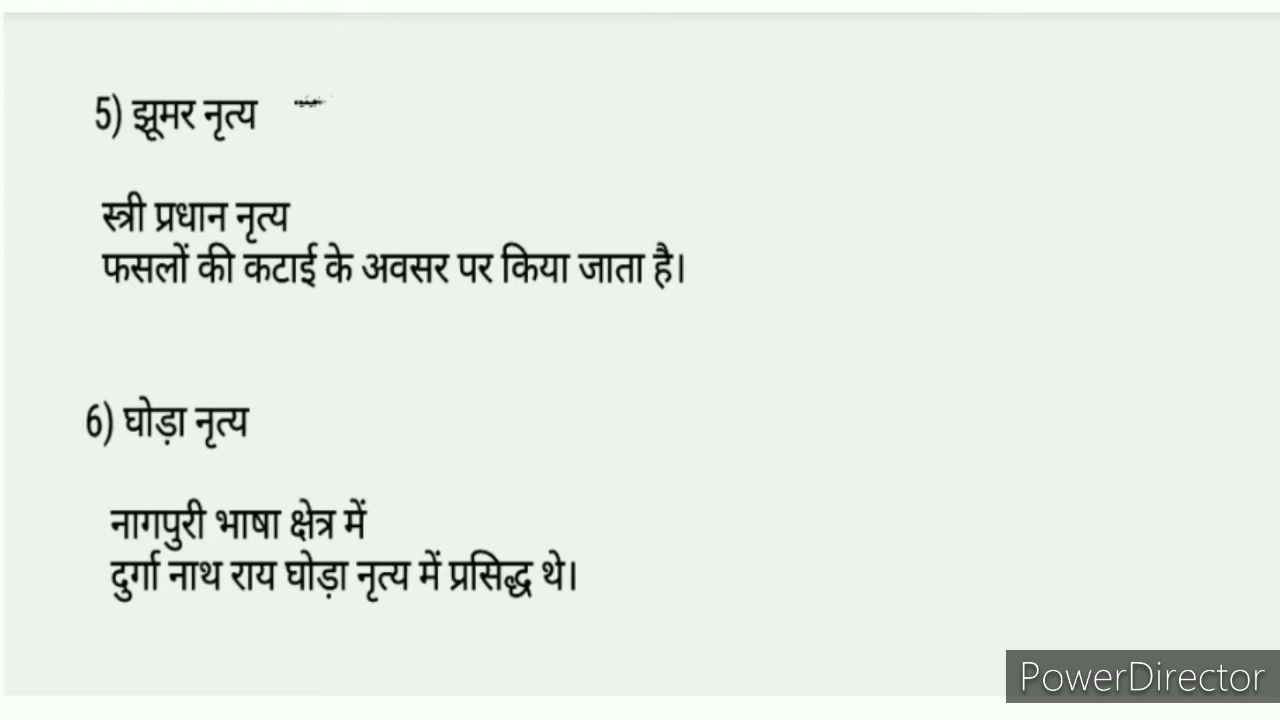 5) झूमर नृत्य
स्त्री प्रधान नृत्य
फसलों की कटाई के अवसर पर किया जाता है।
6) घोड़ा नृत्य
नागपुरी भाषा क्षेत्र में
दुर्गा नाथ राय घोड़ा नृत्य में प्रसिद्ध थे।
PowerDirector